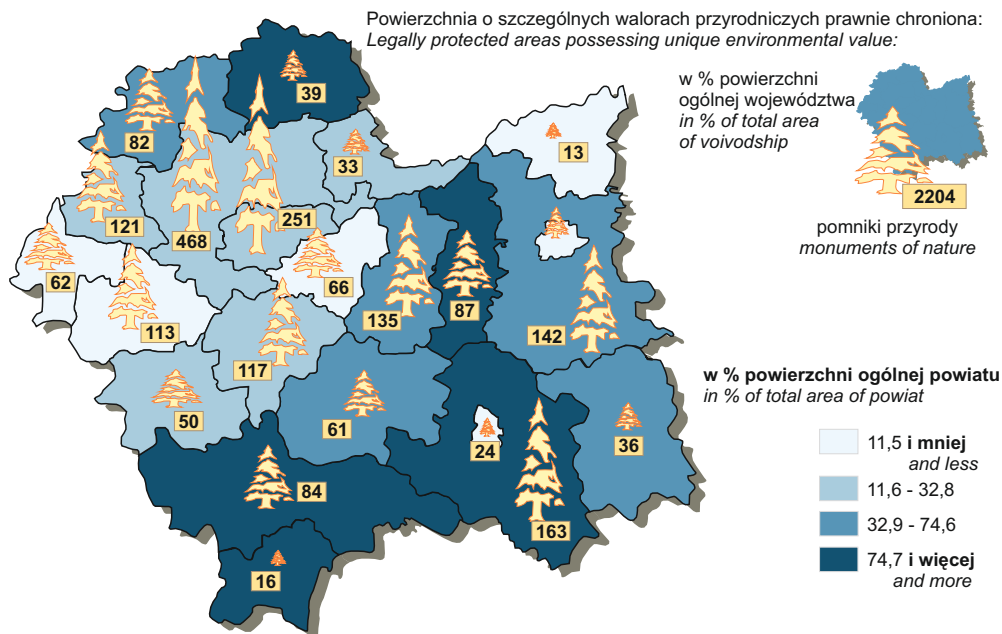 Powierzchnia o szczególnych walorach przyrodniczych prawnie chroniona:
Legally protected areas possessing unique environmental value:
w % powierzchni
ogólnej województwa
in % of total area
of voivodship
2204
pomniki przyrody
monuments of nature
39
82
33
13
121
468
251
62
66
113
135
87
142
117
50
61
24
36
84
163
16
w % powierzchni ogólnej powiatu
in % of total area of powiat
11,5 i mniej
and less
11,6 - 32,8
32,9 - 74,6
74,7 i więcej
and more